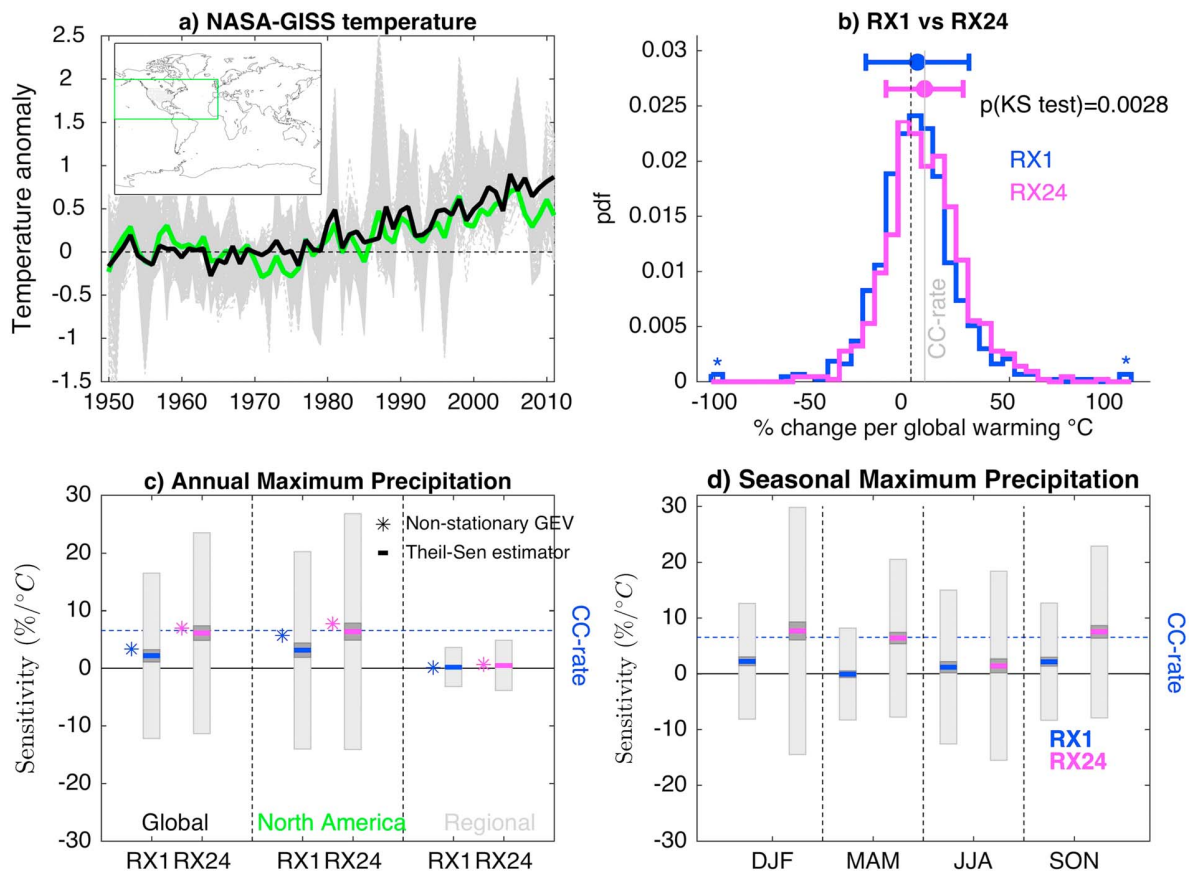 a) NASA-GISS temperature
2.5
2
1.5
1
0.5
0
-0.5
-1
-1.5
Temperature anomaly
1950 1960 1970 1980 1990 2000 2010
b) RX1 vs RX24
0.03
0.025
0.02
0.015
0.01
0.005
0
pdf
p(KS test)=0.0028
RX1
RX24
CC-rate
*
*
-100 -50 0 50 100
% change per global warming °C
c) Annual Maximum Precipitation
30
20
10
0
-10
-20
-30
Sensitivity (%/°C)
Non-stationary GEV
Theil-Sen estimator
CC-rate
Global North America Regional
RX1 RX24 RX1 RX24 RX1 RX24
d) Seasonal Maximum Precipitation
30
20
10
0
-10
-20
-30
Sensitivity (%/°C)
CC-rate
RX1
RX24
DJF MAM JJA SON